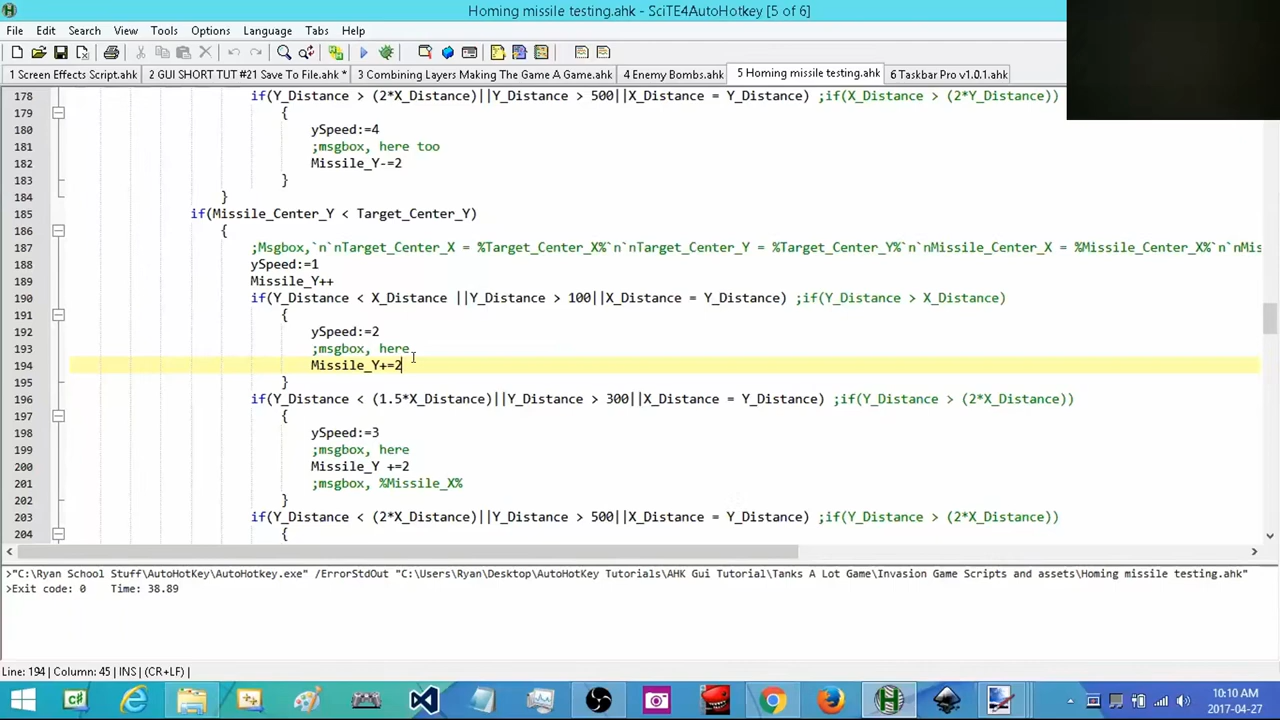 Homing missile testing.ahk - SciTE4AutoHotkey [5 of 6]
File Edit Search View Tools Options Language Tabs Help
1 Screen Effects Script.ahk 2 GUI SHORT TUT #21 Save To File.ahk * 3 Combining Layers Making The Game A Game.ahk 4 Enemy Bombs.ahk 5 Homing missile testing.ahk 6 Taskbar Pro v1.0.1.ahk
178 if(Y_Distance > (2*X_Distance)||Y_Distance > 500||X_Distance = Y_Distance) ;if(X_Distance > (2*Y_Distance))
179 {
180 ySpeed:=4
181 ;msgbox, here too
182 Missile_Y-=2
183 }
184 }
185 if(Missile_Center_Y < Target_Center_Y)
186 {
187 ;Msgbox,`n`nTarget_Center_X = %Target_Center_X%`n`nTarget_Center_Y = %Target_Center_Y%`n`nMissile_Center_X = %Missile_Center_X%`n`nMis
188 ySpeed:=1
189 Missile_Y++
190 if(Y_Distance < X_Distance ||Y_Distance > 100||X_Distance = Y_Distance) ;if(Y_Distance > X_Distance)
191 {
192 ySpeed:=2
193 ;msgbox, here
194 Missile_Y+=2
195 }
196 if(Y_Distance < (1.5*X_Distance)||Y_Distance > 300||X_Distance = Y_Distance) ;if(Y_Distance > (2*X_Distance))
197 {
198 ySpeed:=3
199 ;msgbox, here
200 Missile_Y +=2
201 ;msgbox, %Missile_X%
202 }
203 if(Y_Distance < (2*X_Distance)||Y_Distance > 500||X_Distance = Y_Distance) ;if(Y_Distance > (2*X_Distance))
204 {
>"C:\Ryan School Stuff\AutoHotKey\AutoHotkey.exe" /ErrorStdOut "C:\Users\Ryan\Desktop\AutoHotKey Tutorials\AHK Gui Tutorial\Tanks A Lot Game\Invasion Game Scripts and assets\Homing missile testing.ahk"
>Exit code: 0 Time: 38.89
Line: 194 | Column: 45 | INS | (CR+LF) |
10:10 AM
2017-04-27